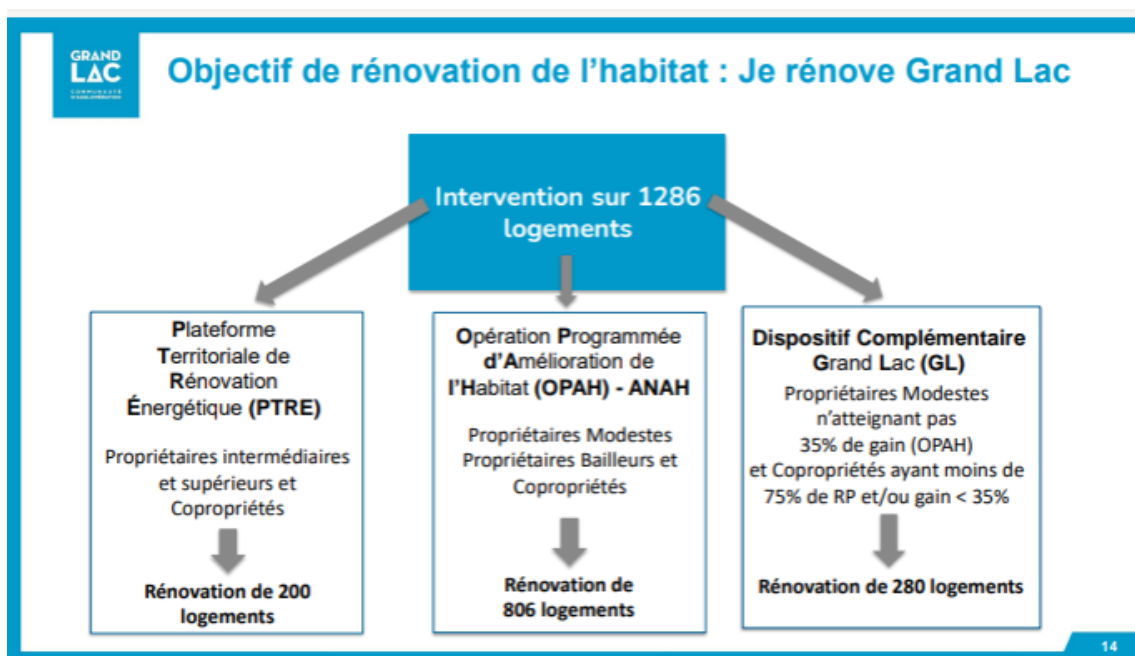 GRAND
LAC
COMMUNAUTÉ
D'AGGLOMÉRATION
Objectif de rénovation de l'habitat : Je rénove Grand Lac
Intervention sur 1286
logements
Plateforme
Territoriale de
Rénovation
Énergétique (PTRE)
Propriétaires intermédiaires
et supérieurs et
Copropriétés
Rénovation de 200
logements
Opération Programmée
d'Amélioration de
l'Habitat (OPAH) - ANAH
Propriétaires Modestes
Propriétaires Bailleurs et
Copropriétés
Rénovation de
806 logements
Dispositif Complémentaire
Grand Lac (GL)
Propriétaires Modestes
n'atteignant pas
35% de gain (OPAH)
et Copropriétés ayant moins de
75% de RP et/ou gain < 35%
Rénovation de 280 logements
14